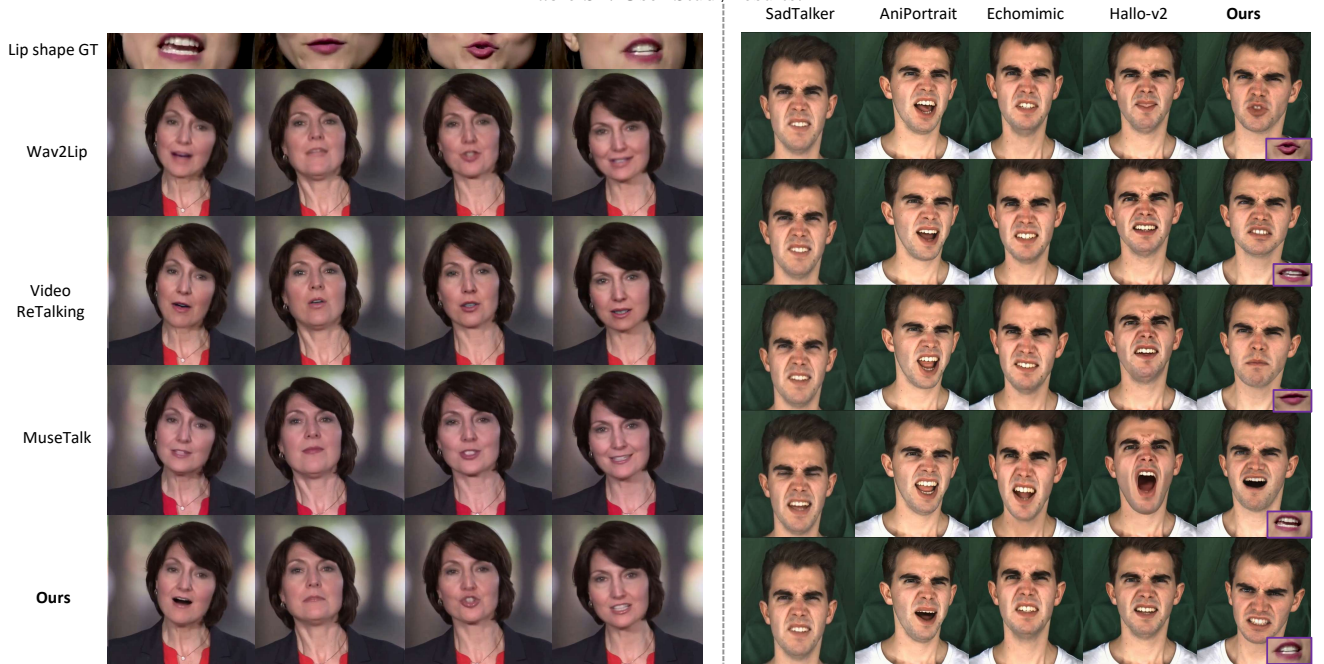 SadTalker
AniPortrait
Echomimic
Hallo-v2
Ours
Lip shape GT
Wav2Lip
Video
ReTalking
MuseTalk
Ours